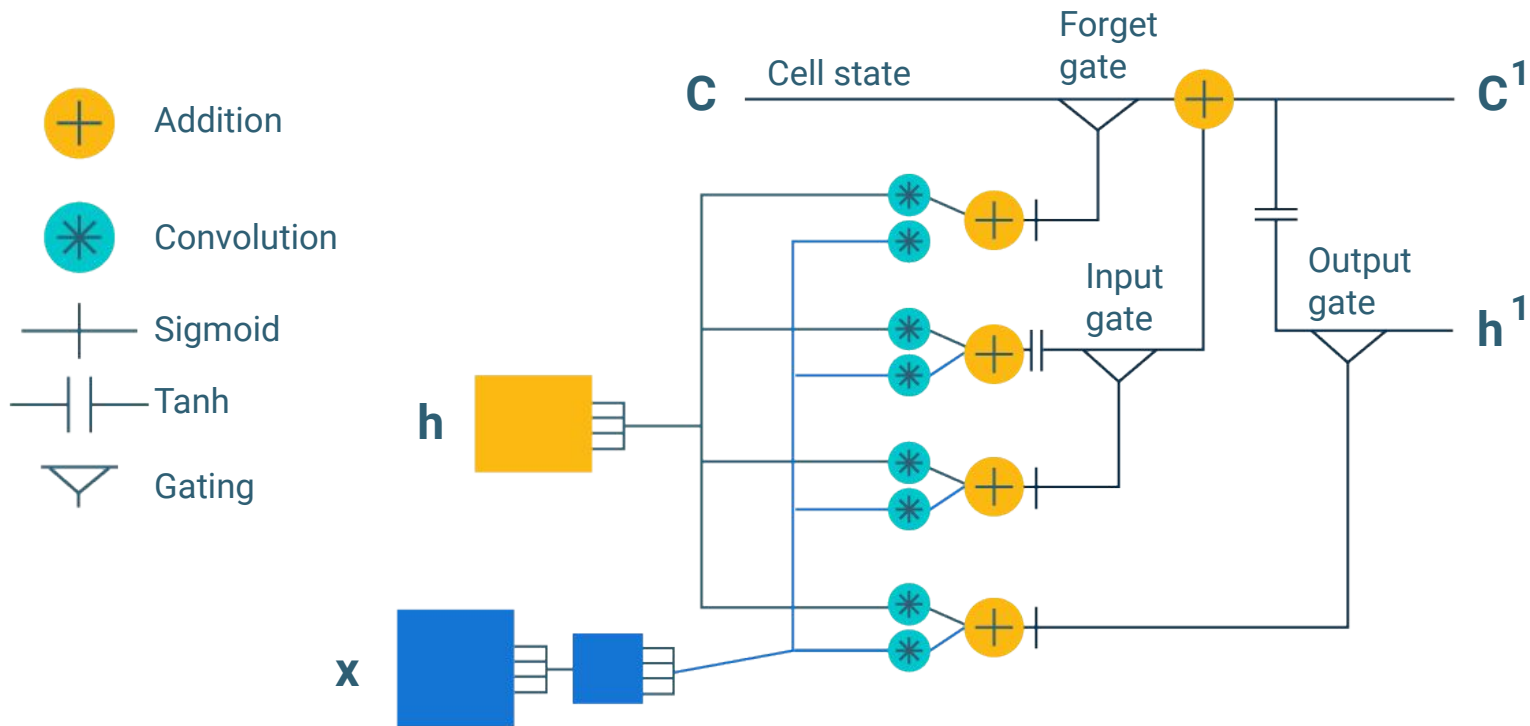 Addition
Convolution
Sigmoid
Tanh
Gating
C
Cell state
Forget
gate
C¹
Input
gate
Output
gate
h¹
h
x